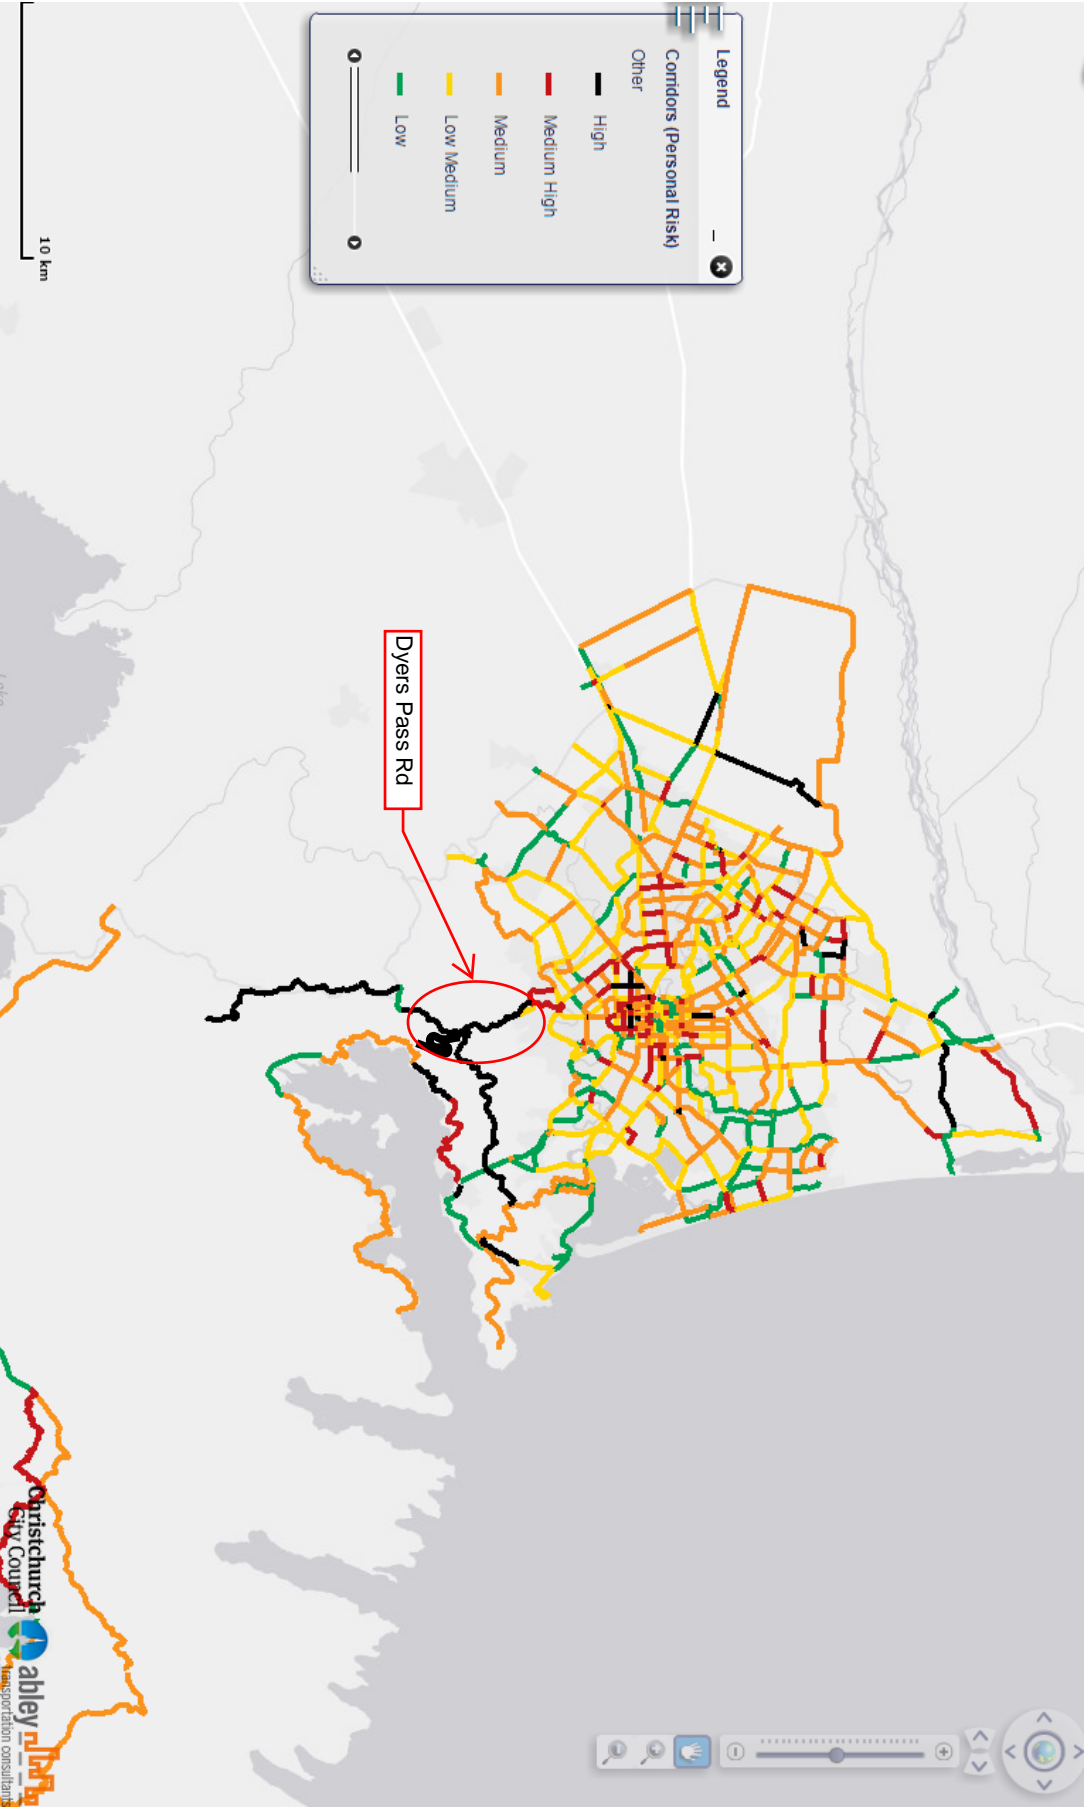 Legend
Corridors (Personal Risk)
Other
High
Medium High
Medium
Low Medium
Low
10 km
Dyers Pass Rd
Lake
Christchurch
City Council
abley
transportation consultants